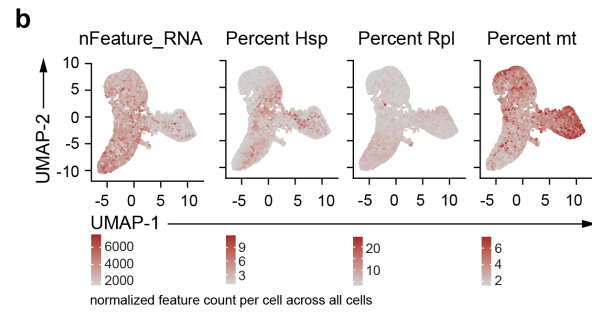 b
nFeature_RNA Percent Hsp Percent Rpl Percent mt
UMAP-2
10
5
0
-5
-10
-5 0 5 10 -5 0 5 10 -5 0 5 10 -5 0 5 10
UMAP-1
6000
4000
2000
9
6
3
20
10
6
4
2
normalized feature count per cell across all cells